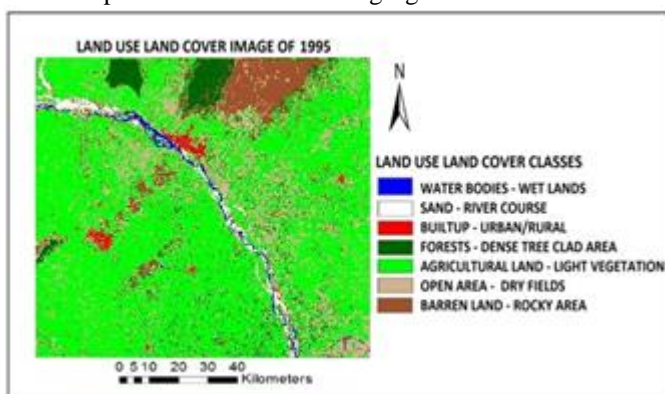 LAND USE LAND COVER IMAGE OF 1995
N
LAND USE LAND COVER CLASSES
WATER BODIES - WET LANDS
SAND - RIVER COURSE
BUILTUP - URBAN/RURAL
FORESTS - DENSE TREE CLAD AREA
AGRICULTURAL LAND - LIGHT VEGETATION
OPEN AREA - DRY FIELDS
BARREN LAND - ROCKY AREA
0 5 10 20 30 40
Kilometers